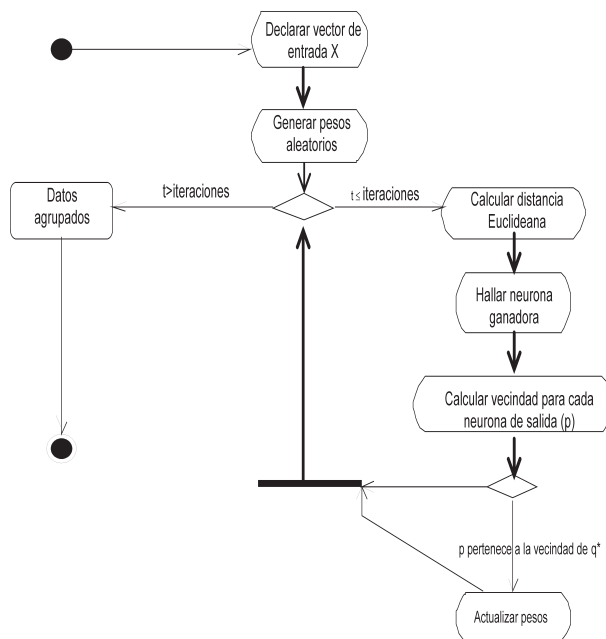 Declarar vector de
entrada X
Generar pesos
aleatorios
t>iteraciones
t ≤ iteraciones
Datos
agrupados
Calcular distancia
Euclideana
Hallar neurona
ganadora
Calcular vecindad para cada
neurona de salida (p)
p pertenece a la vecindad de q*
Actualizar pesos